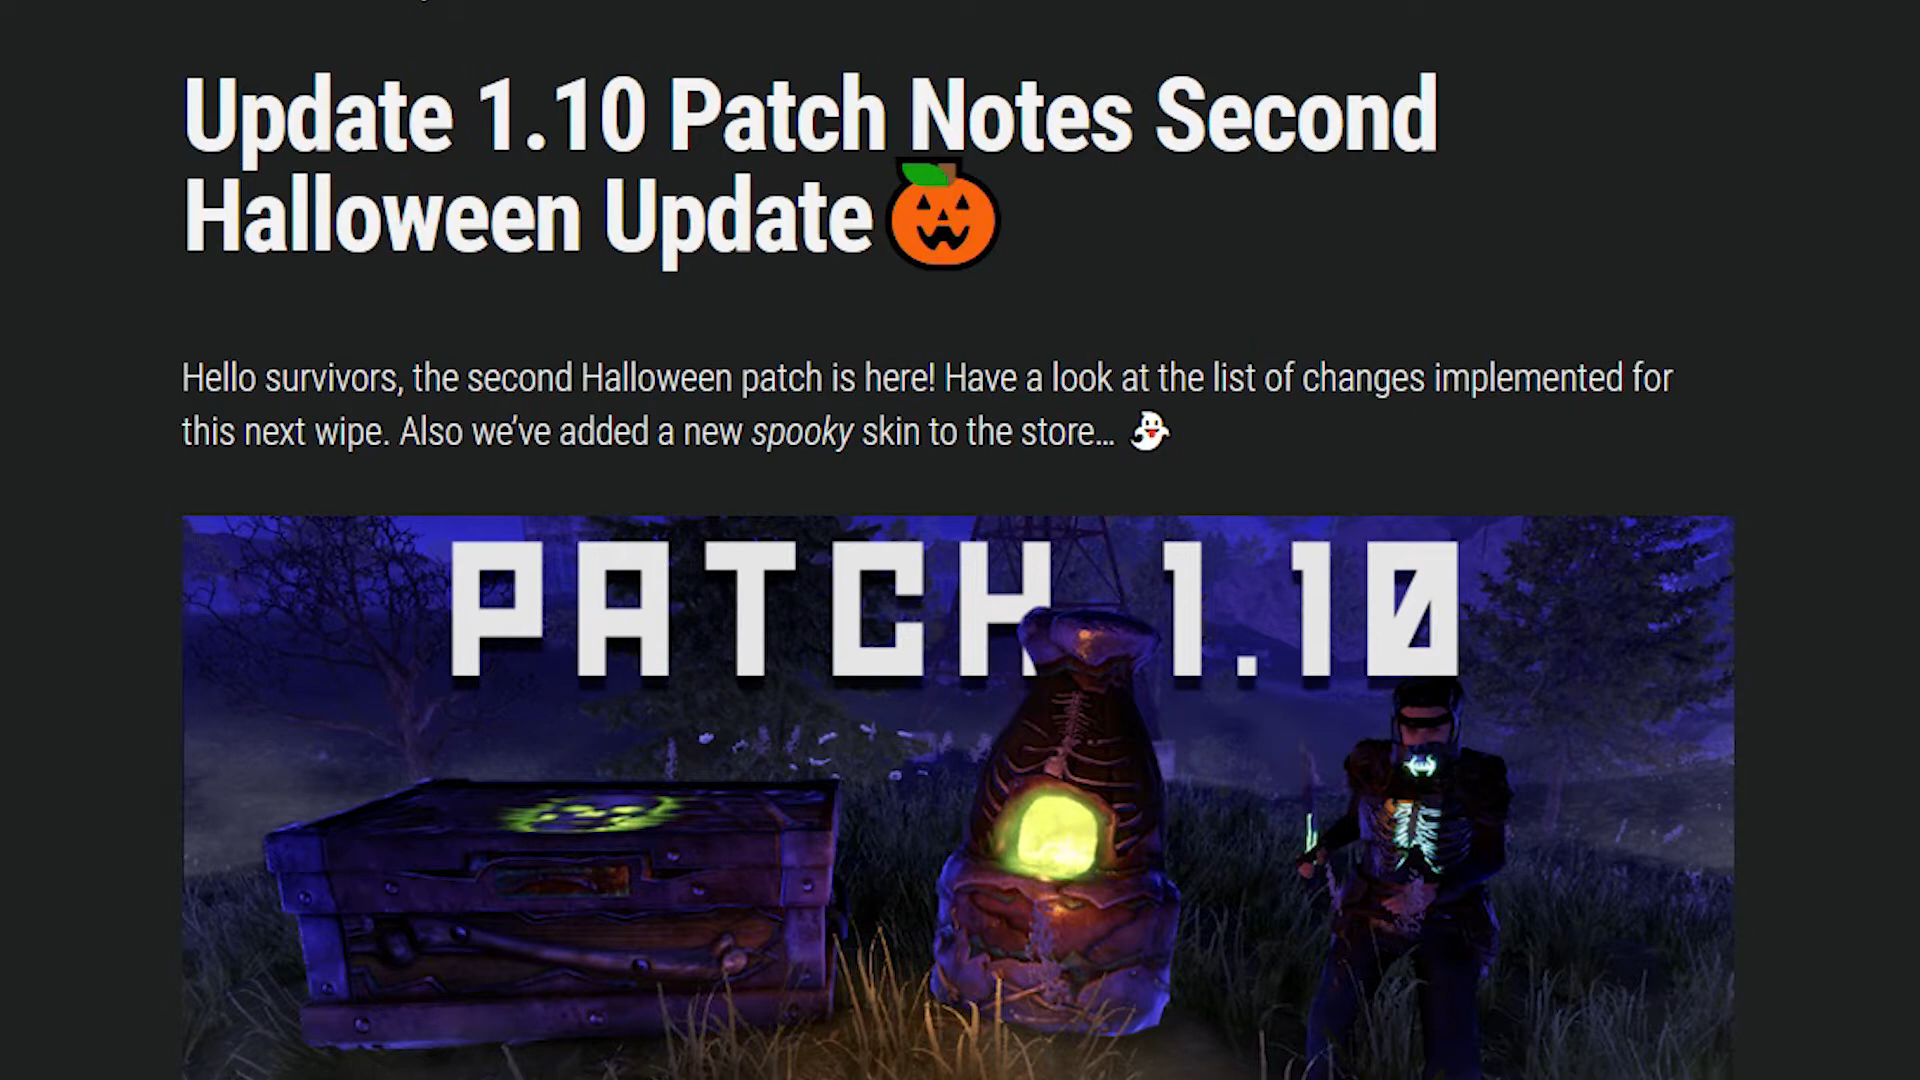 Update 1.10 Patch Notes Second
Halloween Update🎃
Hello survivors, the second Halloween patch is here! Have a look at the list of changes implemented for
this next wipe. Also we’ve added a new spooky skin to the store… 👻
PATCH 1.10